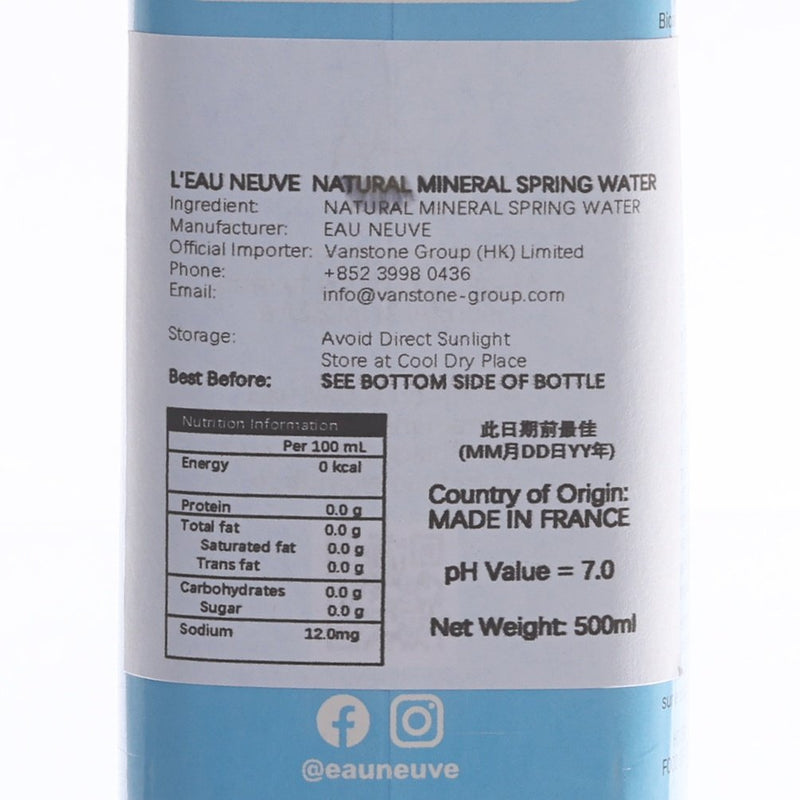 L'EAU NEUVE NATURAL MINERAL SPRING WATER
Ingredient: NATURAL MINERAL SPRING WATER
Manufacturer: EAU NEUVE
Official Importer: Vanstone Group (HK) Limited
Phone: +852 3998 0436
Email: info@vanstone-group.com
Storage: Avoid Direct Sunlight
Store at Cool Dry Place
Best Before: SEE BOTTOM SIDE OF BOTTLE
此日期前最佳
(MM月DD日YY年)
Nutrition Information
Per 100 mL
Energy 0 kcal
Protein 0.0 g
Total fat 0.0 g
Saturated fat 0.0 g
Trans fat 0.0 g
Carbohydrates 0.0 g
Sugar 0.0 g
Sodium 12.0mg
Country of Origin:
MADE IN FRANCE
pH Value = 7.0
Net Weight: 500ml
@eauneuve